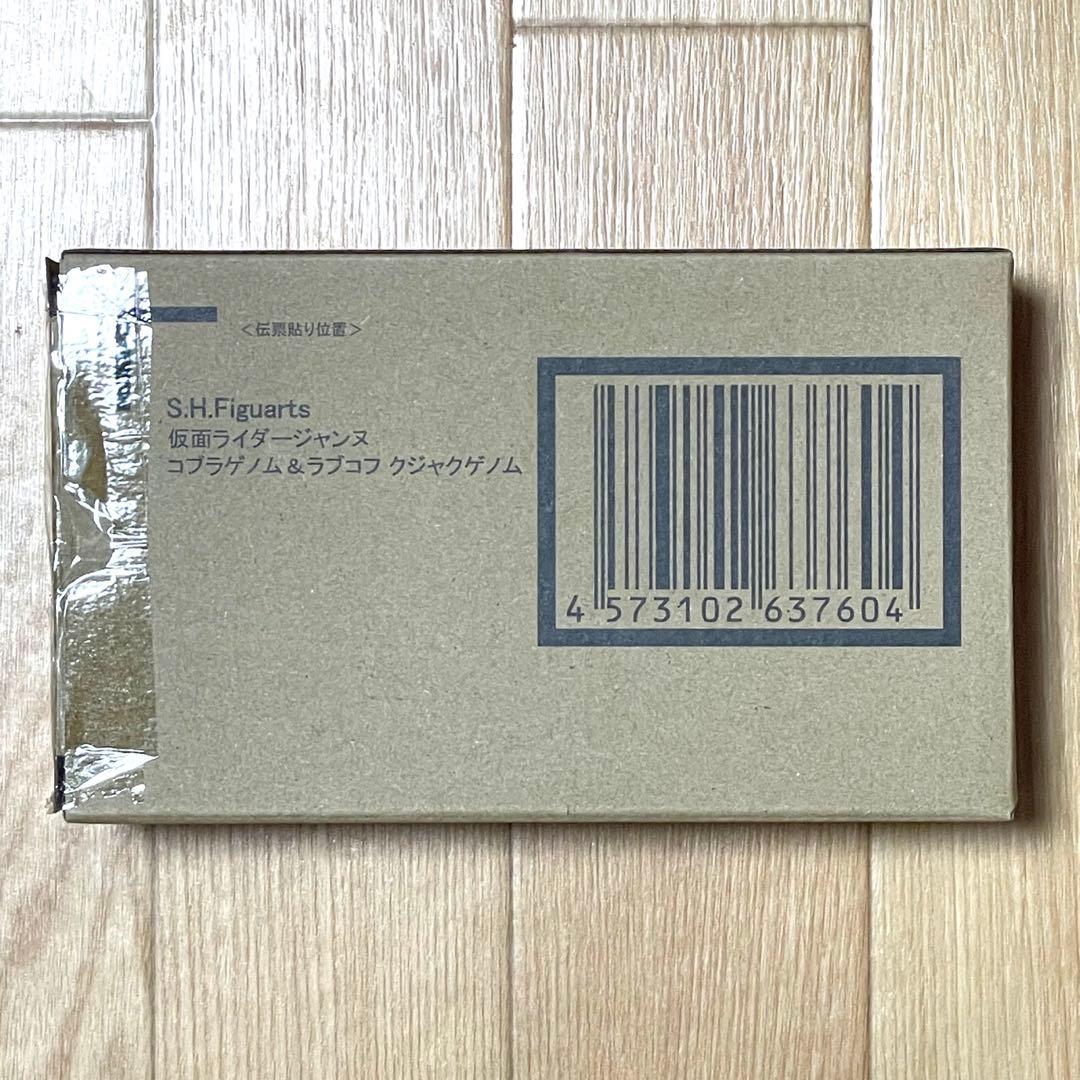 <伝票貼り位置>
S.H.Figuarts
仮面ライダージャンヌ
コブラゲノム＆ラブコフ クジャクゲノム
4 573102 637604